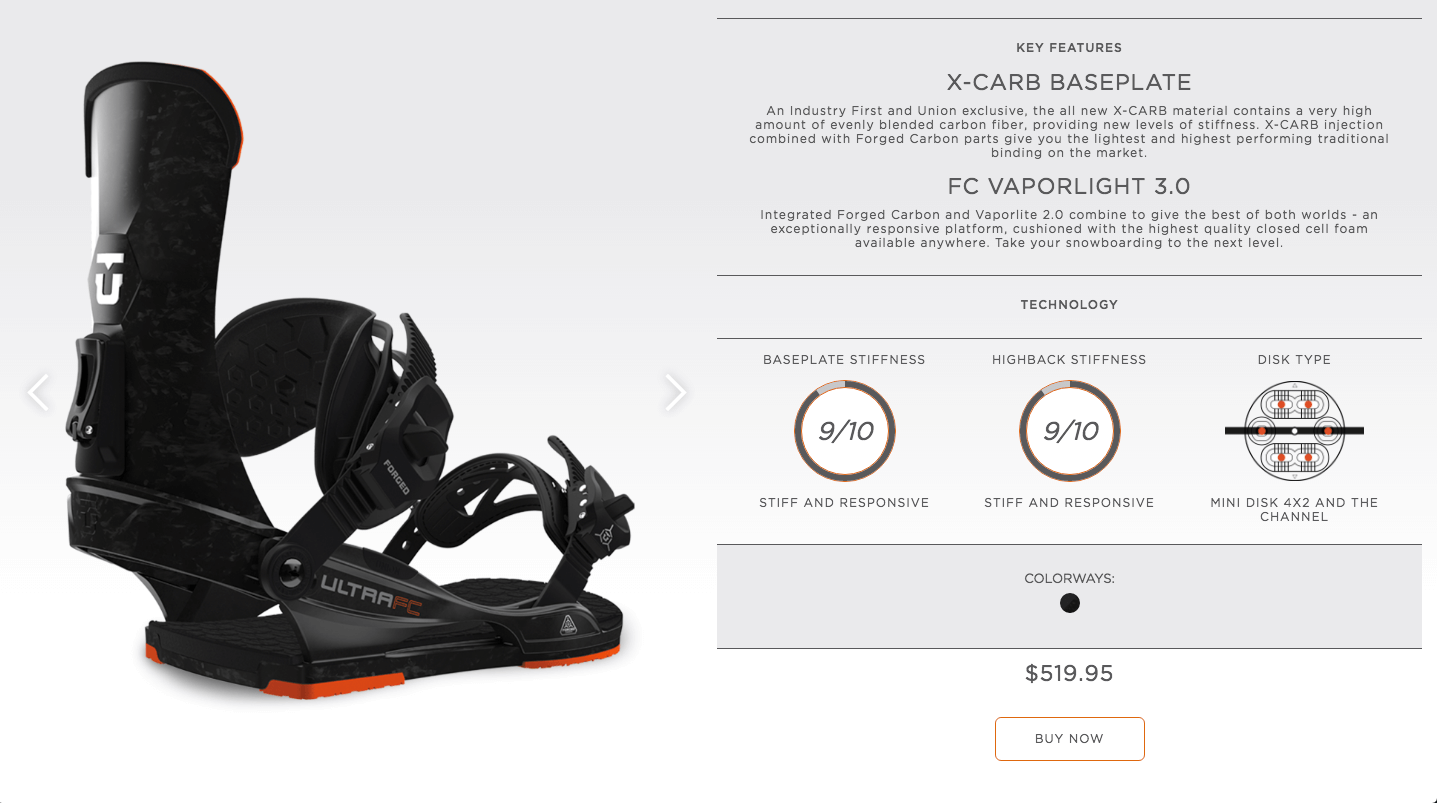 KEY FEATURES
X-CARB BASEPLATE
An Industry First and Union exclusive, the all new X-CARB material contains a very high
amount of evenly blended carbon fiber, providing new levels of stiffness. X-CARB injection
combined with Forged Carbon parts give you the lightest and highest performing traditional
binding on the market.
FC VAPORLIGHT 3.0
Integrated Forged Carbon and Vaporlite 2.0 combine to give the best of both worlds - an
exceptionally responsive platform, cushioned with the highest quality closed cell foam
available anywhere. Take your snowboarding to the next level.
TECHNOLOGY
BASEPLATE STIFFNESS
9/10
STIFF AND RESPONSIVE
HIGHBACK STIFFNESS
9/10
STIFF AND RESPONSIVE
DISK TYPE
MINI DISK 4X2 AND THE
CHANNEL
COLORWAYS:
$519.95
BUY NOW
FORGED
ULTRAFC